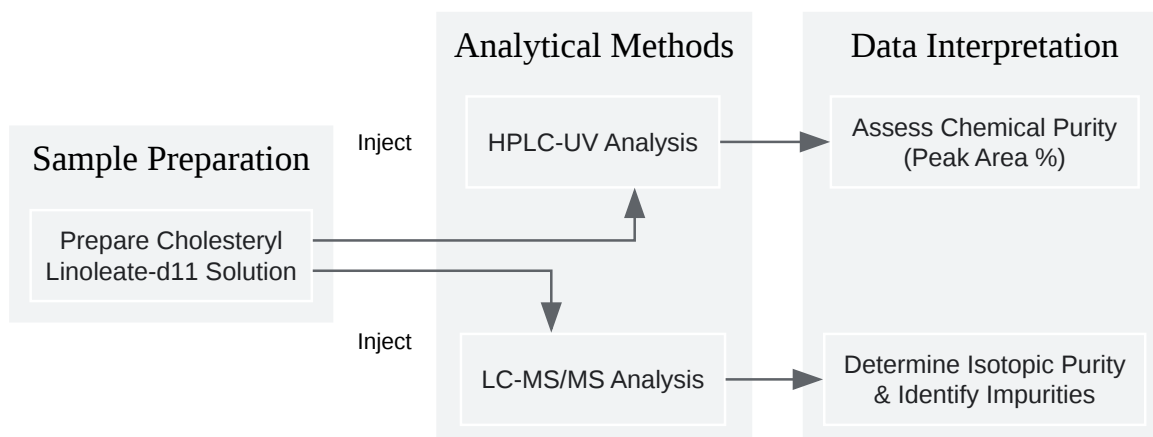 Sample Preparation
Prepare Cholesteryl
Linoleate-d11 Solution
Inject
Inject
Analytical Methods
HPLC-UV Analysis
LC-MS/MS Analysis
Data Interpretation
Assess Chemical Purity
(Peak Area %)
Determine Isotopic Purity
& Identify Impurities